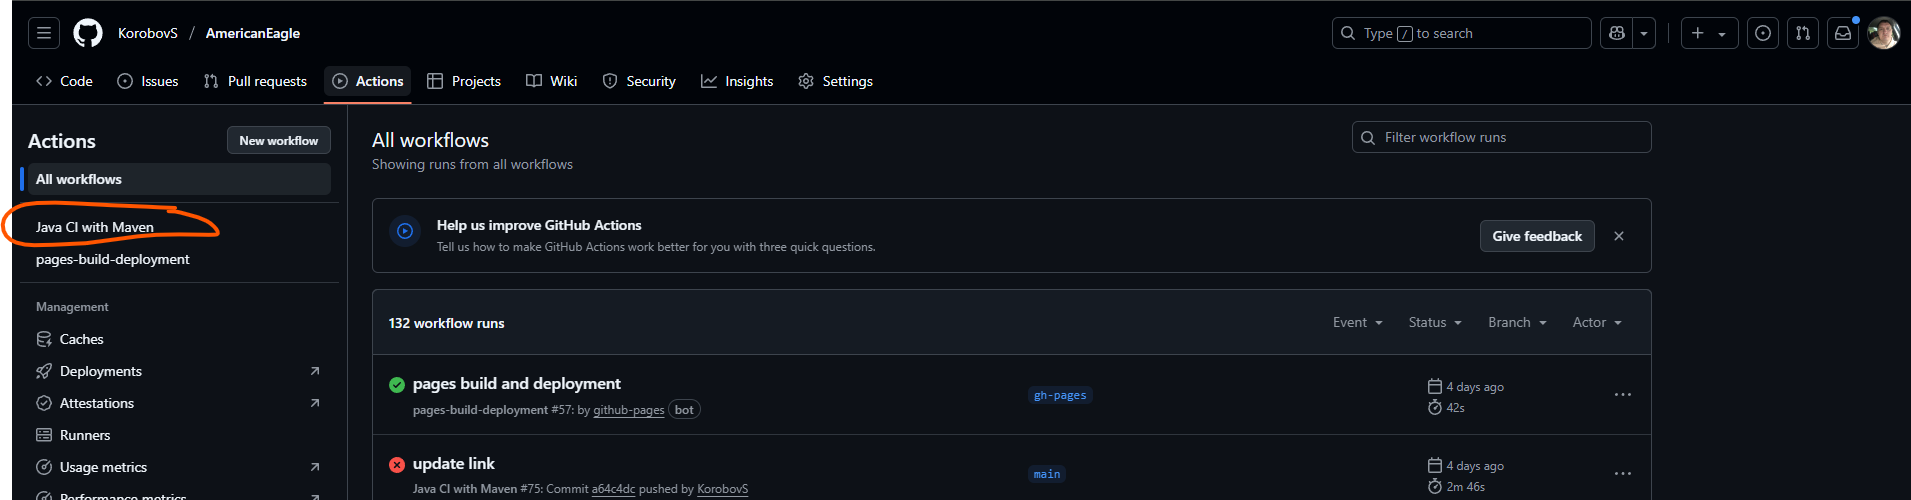 KorobovS / AmericanEagle
Type / to search
Code Issues Pull requests Actions Projects Wiki Security Insights Settings
Actions
New workflow
All workflows
Java CI with Maven
pages-build-deployment
Management
Caches
Deployments
Attestations
Runners
Usage metrics
Performance metrics
All workflows
Showing runs from all workflows
Filter workflow runs
Help us improve GitHub Actions
Tell us how to make GitHub Actions work better for you with three quick questions.
Give feedback
132 workflow runs
Event Status Branch Actor
pages build and deployment
pages-build-deployment #57: by github-pages bot
gh-pages
4 days ago
42s
update link
Java CI with Maven #75: Commit a64c4dc pushed by KorobovS
main
4 days ago
2m 46s